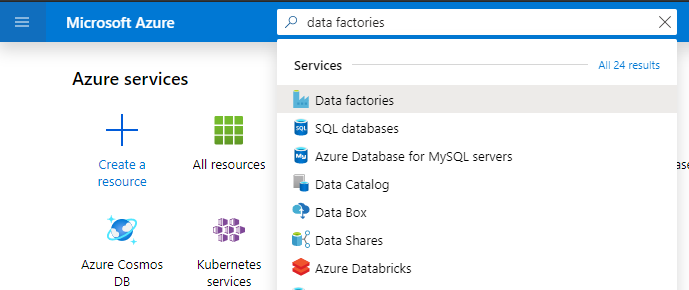 Microsoft Azure
data factories
Services
All 24 results
Azure services
Data factories
SQL databases
Azure Database for MySQL servers
Data Catalog
Data Box
Data Shares
Azure Databricks
Create a
resource
All resources
Azure Cosmos
DB
Kubernetes
services